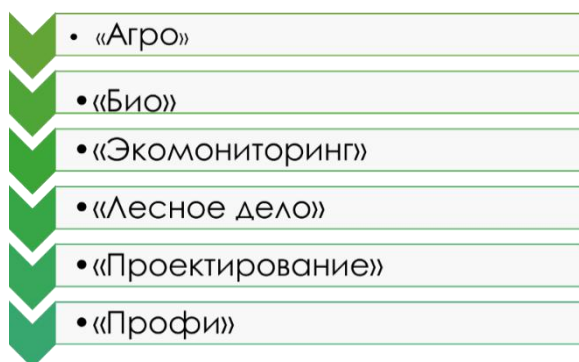 • «Агро»
•«Био»
•«Экомониторинг»
•«Лесное дело»
•«Проектирование»
•«Профи»